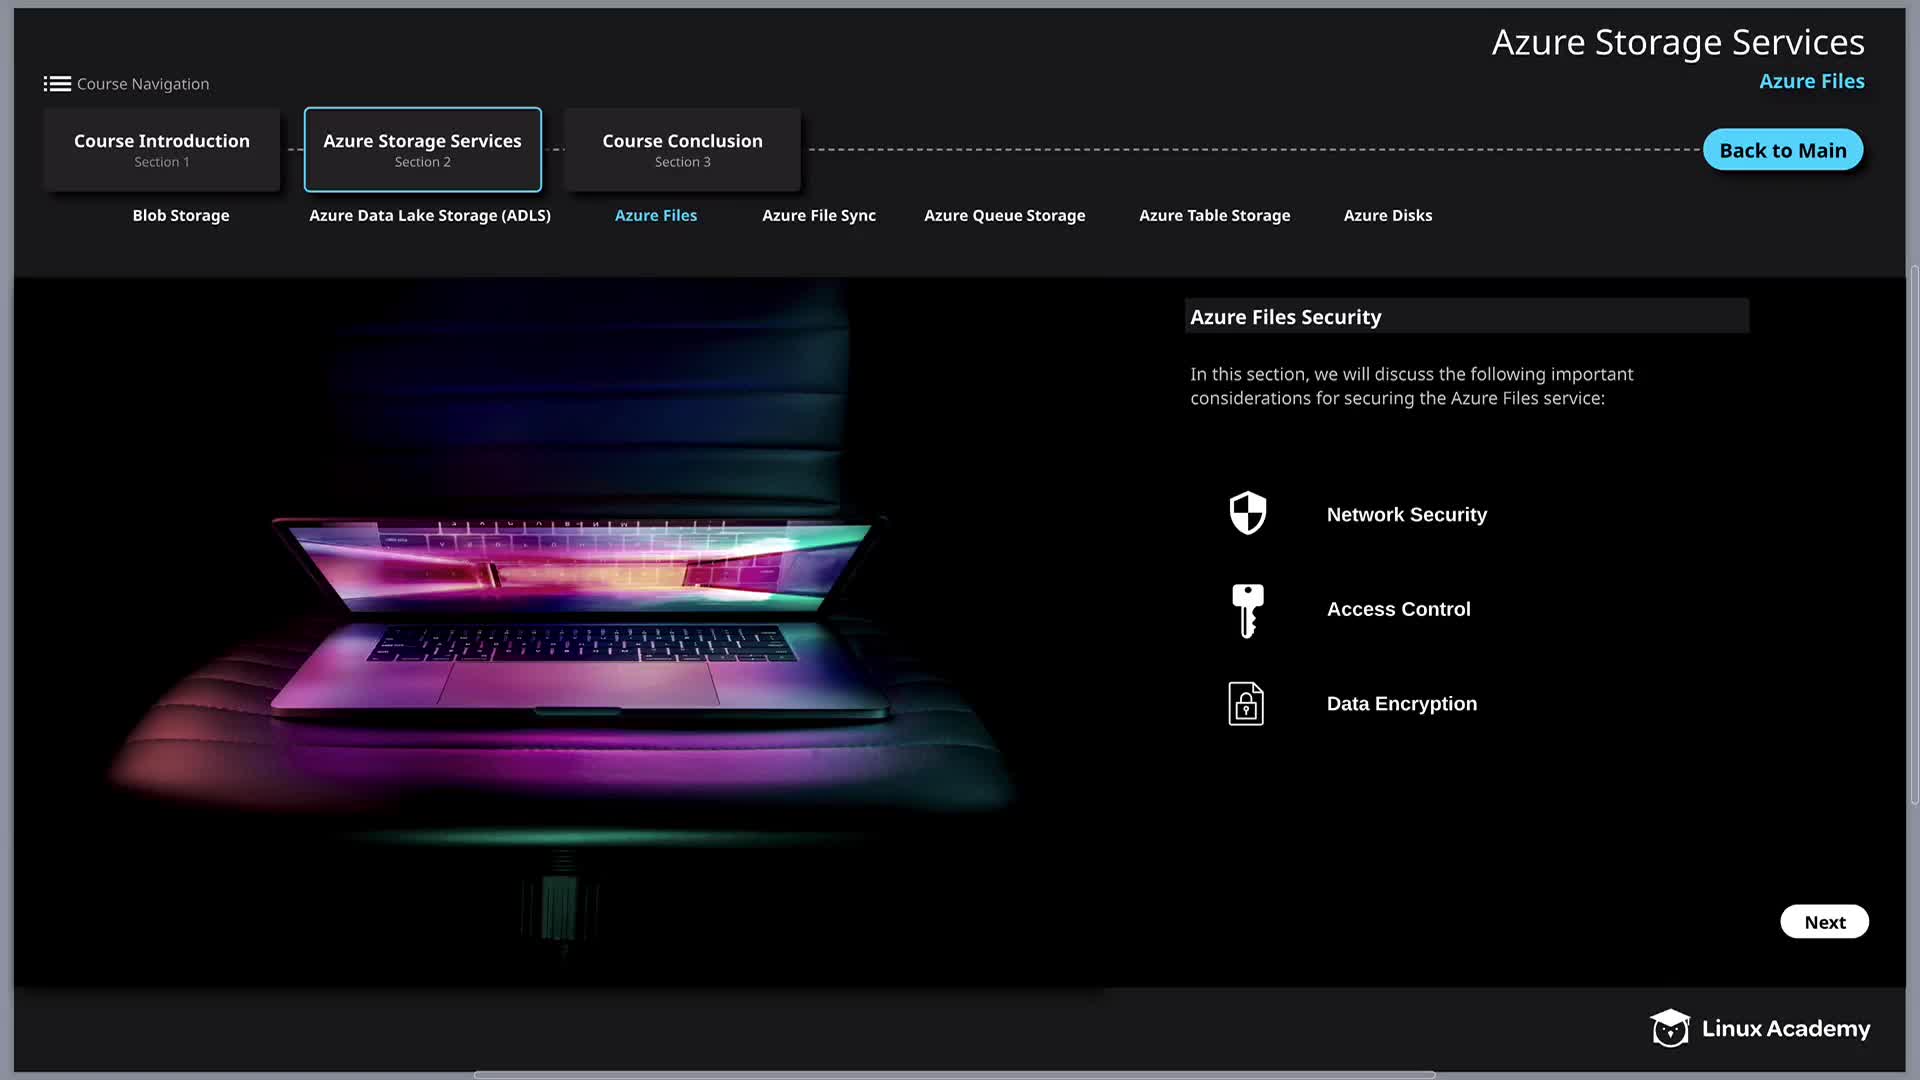 Azure Storage Services
Azure Files
Course Navigation
Course Introduction
Section 1
Azure Storage Services
Section 2
Course Conclusion
Section 3
Back to Main
Blob Storage
Azure Data Lake Storage (ADLS)
Azure Files
Azure File Sync
Azure Queue Storage
Azure Table Storage
Azure Disks
Azure Files Security
In this section, we will discuss the following important
considerations for securing the Azure Files service:
Network Security
Access Control
Data Encryption
Next
Linux Academy